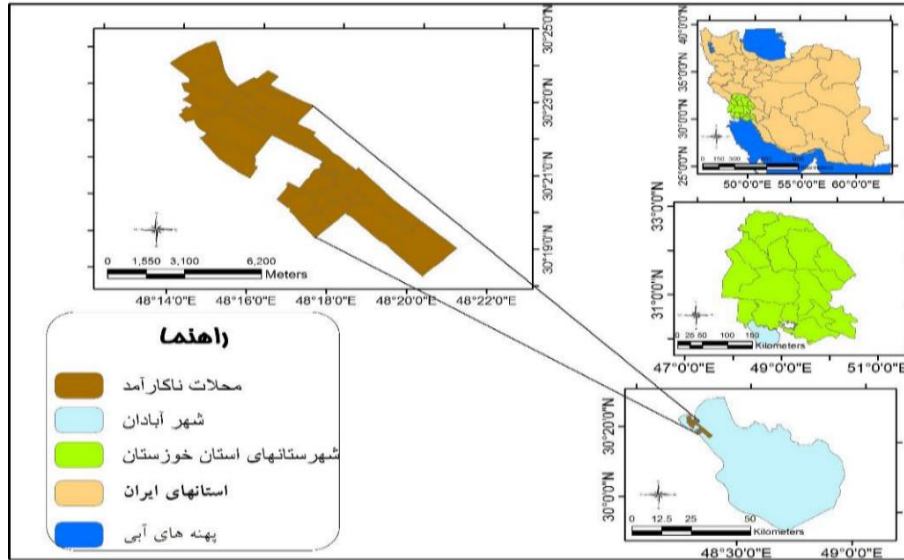 30°25'0"N
30°23'0"N
30°21'0"N
30°19'0"N
0 1,550 3,100 6,200
Meters
48°14'0"E 48°16'0"E 48°18'0"E 48°20'0"E 48°22'0"E
40°0'0"N
35°0'0"N
30°0'0"N
25°0'0"N
50°0'0"E 55°0'0"E 60°0'0"E
33°0'0"N
31°0'0"N
0 25 50 100 150
Kilometers
47°0'0"E 49°0'0"E 51°0'0"E
30°20'0"N
30°0'0"N
0 12.5 25 50
Kilometers
48°30'0"E 49°0'0"E
راهنما
محلات ناکارآمد
شهر آبادان
شهرستانهای استان خوزستان
استانهای ایران
پهنه های آبی